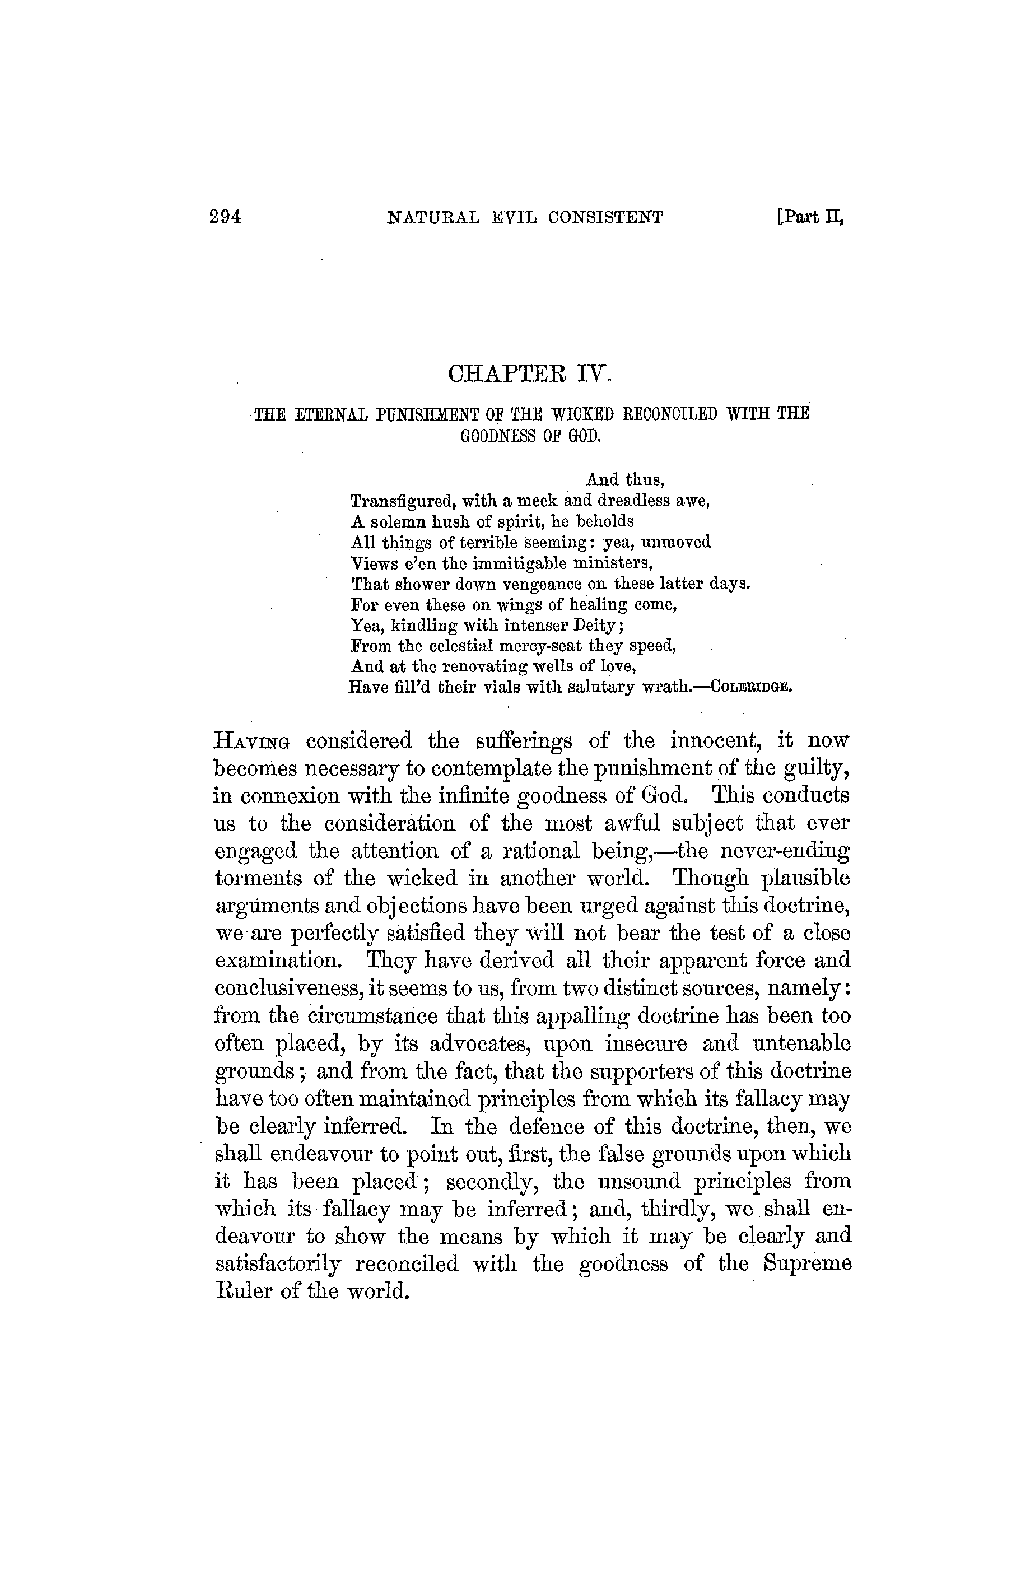 294 NATURAL EVIL CONSISTENT [Part II,
CHAPTER IV.
THE ETERNAL PUNISHMENT OF THE WICKED RECONCILED WITH THE
GOODNESS OF GOD.
And thus,
Transfigured, with a meek and dreadless awe,
A solemn hush of spirit, he beholds
All things of terrible seeming: yea, unmoved
Views e'en the immitigable ministers,
That shower down vengeance on these latter days.
For even these on wings of healing come,
Yea, kindling with intenser Deity;
From the celestial mercy-seat they speed,
And at the renovating wells of love,
Have fill'd their vials with salutary wrath.—COLERIDGE.
HAVING considered the sufferings of the innocent, it now
becomes necessary to contemplate the punishment of the guilty,
in connexion with the infinite goodness of God. This conducts
us to the consideration of the most awful subject that ever
engaged the attention of a rational being,—the never-ending
torments of the wicked in another world. Though plausible
arguments and objections have been urged against this doctrine,
we are perfectly satisfied they will not bear the test of a close
examination. They have derived all their apparent force and
conclusiveness, it seems to us, from two distinct sources, namely:
from the circumstance that this appalling doctrine has been too
often placed, by its advocates, upon insecure and untenable
grounds; and from the fact, that the supporters of this doctrine
have too often maintained principles from which its fallacy may
be clearly inferred. In the defence of this doctrine, then, we
shall endeavour to point out, first, the false grounds upon which
it has been placed; secondly, the unsound principles from
which its fallacy may be inferred; and, thirdly, we shall en-
deavour to show the means by which it may be clearly and
satisfactorily reconciled with the goodness of the Supreme
Ruler of the world.